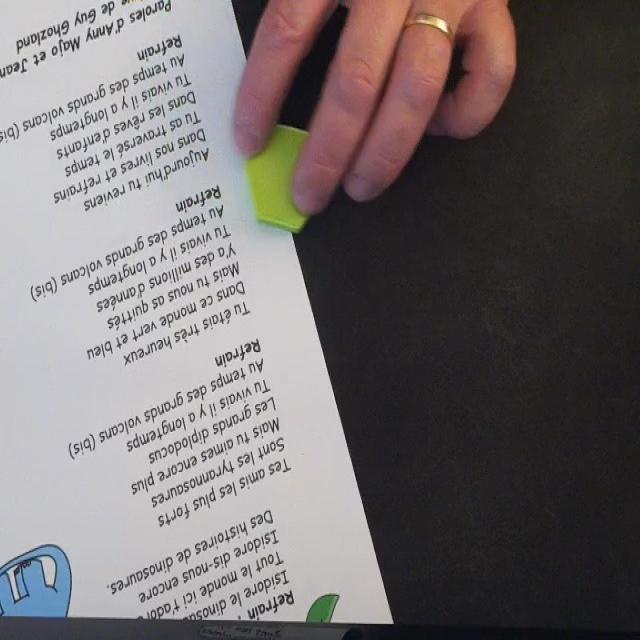 Refrain
Isidore le dinosau
Tout le monde ici t'ador
Isidore dis-nous encore
Des histoires de dinosaures.
Tes amis les plus forts
Sont les tyrannosaures
Mais tu aimes encore plus
Les grands diplodocus
Tu vivais il y a longtemps
Au temps des grands volcans (bis)
Refrain
Tu étais très heureux
Dans ce monde vert et bleu
Mais tu nous as quittés
Y'a des millions d'années
Tu vivais il y a longtemps
Au temps des grands volcans (bis)
Refrain
Aujourd'hui tu reviens
Dans nos livres et refrains
Tu as traversé le temps
Dans les rêves d'enfants
Tu vivais il y a longtemps
Au temps des grands volcans (bis
Refrain
Paroles d'Anny Majo et Jean
ue de Guy Ghozland